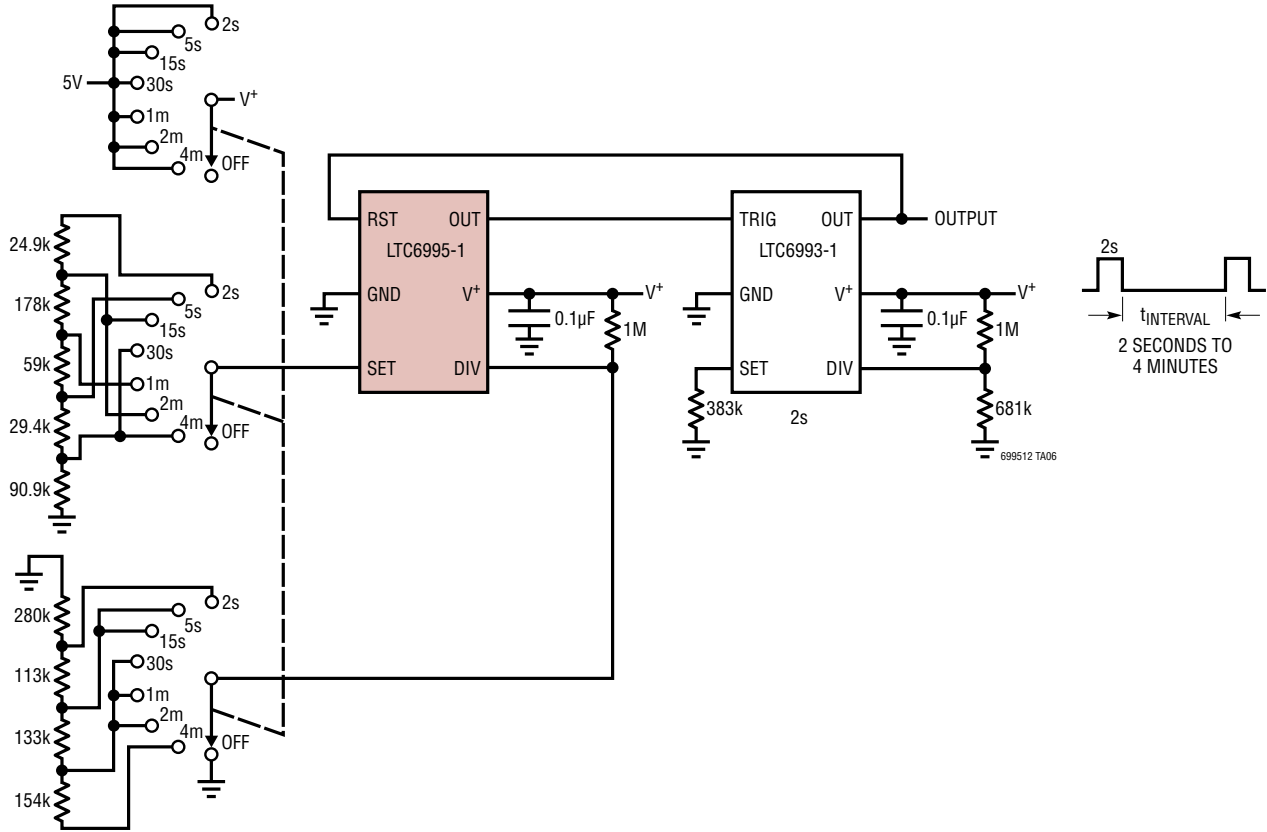 2s
5s
15s
5V
30s
V+
1m
2m
4m
OFF
24.9k
178k
59k
29.4k
90.9k
2s
5s
15s
30s
1m
2m
4m
OFF
280k
113k
133k
154k
2s
5s
15s
30s
1m
2m
4m
OFF
RST
OUT
LTC6995-1
GND
V+
SET
DIV
0.1µF
1M
V+
TRIG
OUT
LTC6993-1
GND
V+
SET
DIV
383k
2s
0.1µF
1M
V+
681k
699512 TA06
OUTPUT
2s
tINTERVAL
2 SECONDS TO
4 MINUTES